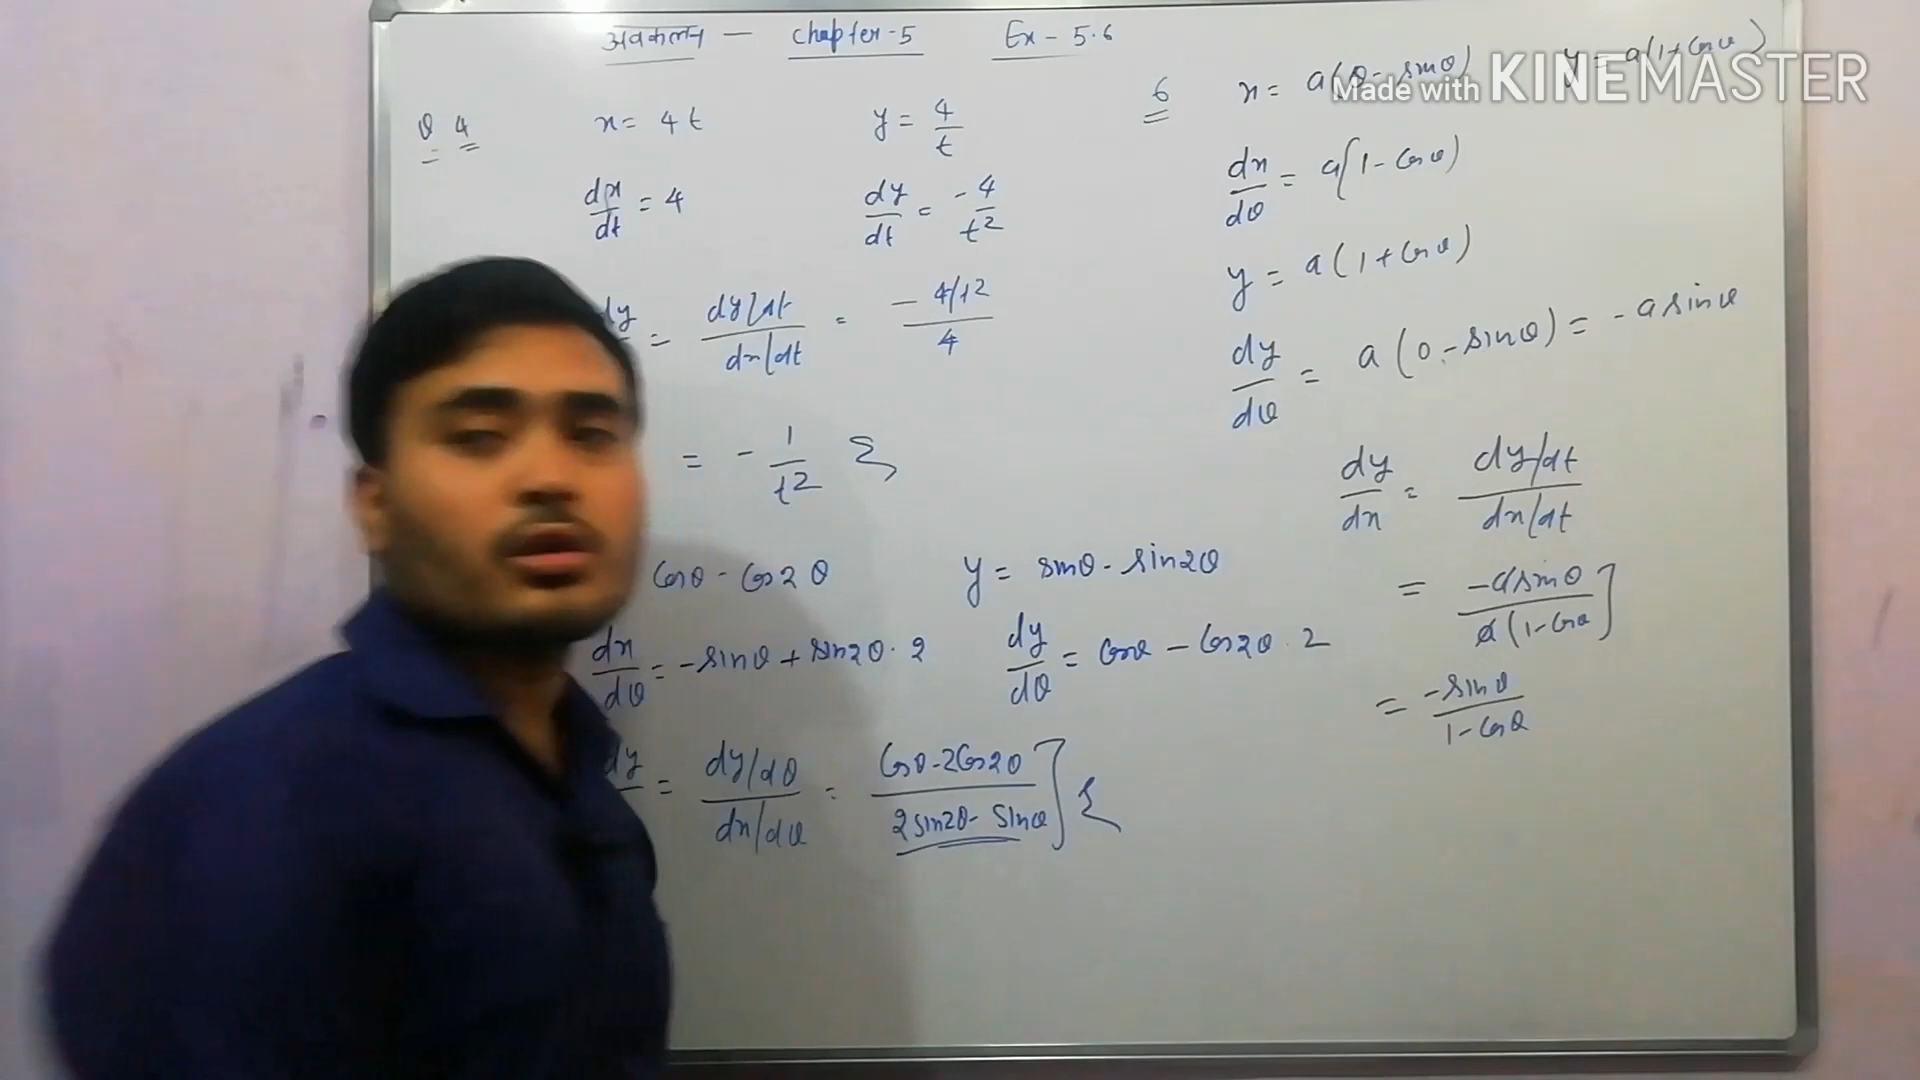 अवकलन — Chapter-5 Ex-5.6
Q 4 x = 4t y = 4/t
dx/dt = 4 dy/dt = -4/t²
dy = dy/dt / dx/dt = -4/t² / 4
= -1/t²
cosθ - cos2θ y = sinθ - sin2θ
dx/dθ = -sinθ + sin2θ·2 dy/dθ = cosθ - cos2θ·2
dy = dy/dθ / dx/dθ = cosθ-2cos2θ / 2sin2θ-sinθ
6 x = a(θ-sinθ) y = a(1+cosθ)
dx/dθ = a(1-cosθ)
y = a(1+cosθ)
dy/dθ = a(0-sinθ) = -a sinθ
dy/dx = dy/dt / dx/dt
= -a sinθ / a(1-cosθ
= -sinθ / 1-cosθ
Made with KINEMASTER